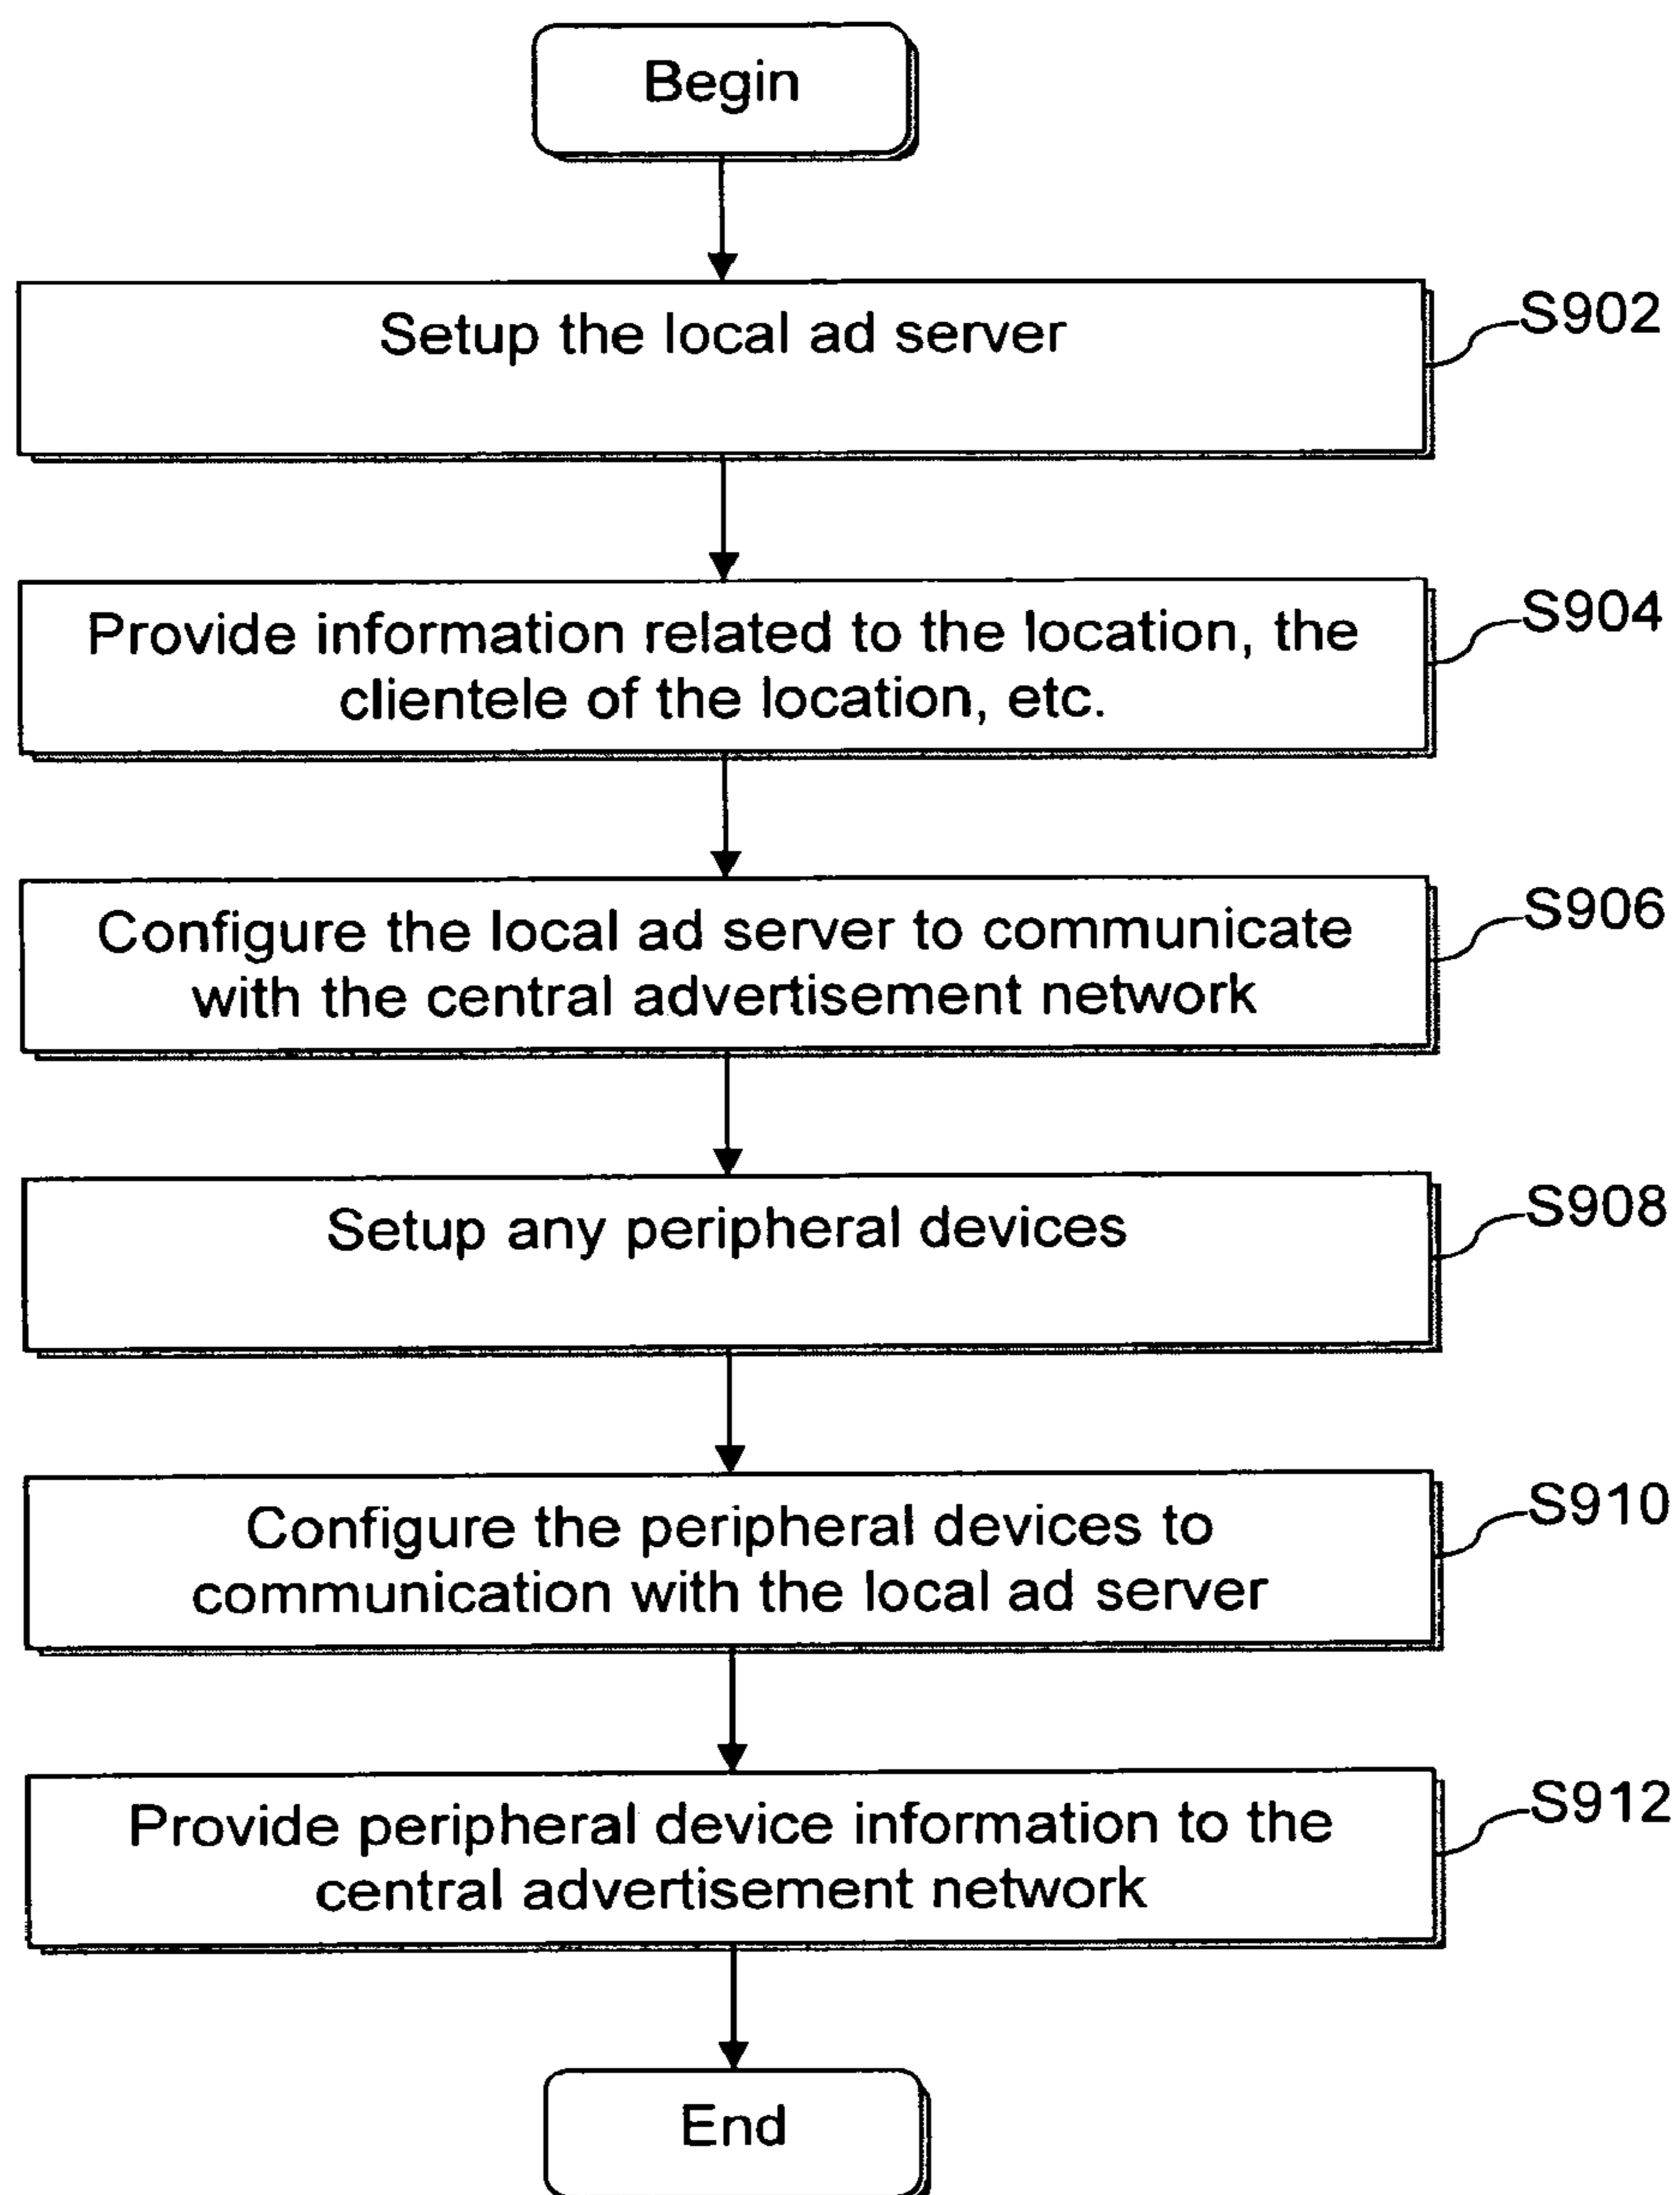 Begin
Setup the local ad server
S902
Provide information related to the location, the
clientele of the location, etc.
S904
Configure the local ad server to communicate
with the central advertisement network
S906
Setup any peripheral devices
S908
Configure the peripheral devices to
communication with the local ad server
S910
Provide peripheral device information to the
central advertisement network
S912
End